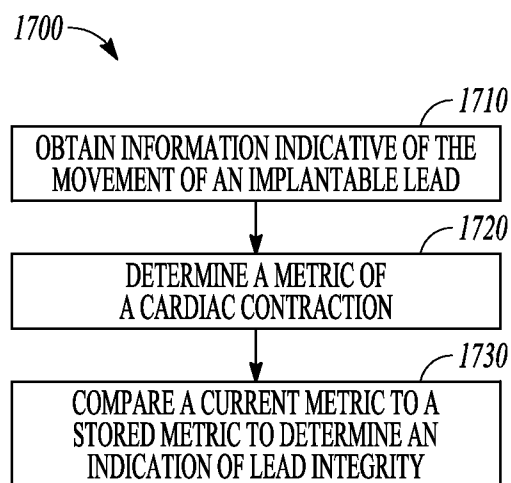 1700
1710
OBTAIN INFORMATION INDICATIVE OF THE
MOVEMENT OF AN IMPLANTABLE LEAD
1720
DETERMINE A METRIC OF
A CARDIAC CONTRACTION
1730
COMPARE A CURRENT METRIC TO A
STORED METRIC TO DETERMINE AN
INDICATION OF LEAD INTEGRITY